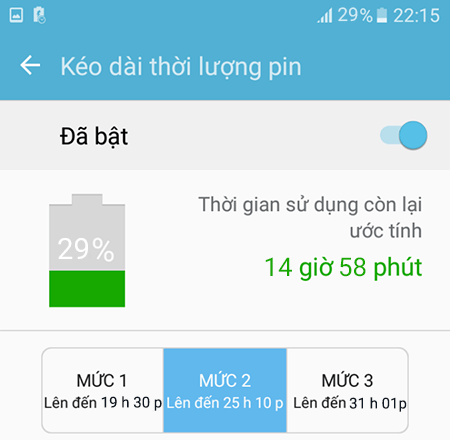 29% 22:15
Kéo dài thời lượng pin
Đã bật
29%
Thời gian sử dụng còn lại
ước tính
14 giờ 58 phút
MỨC 1
Lên đến 19 h 30 p
MỨC 2
Lên đến 25 h 10 p
MỨC 3
Lên đến 31 h 01p